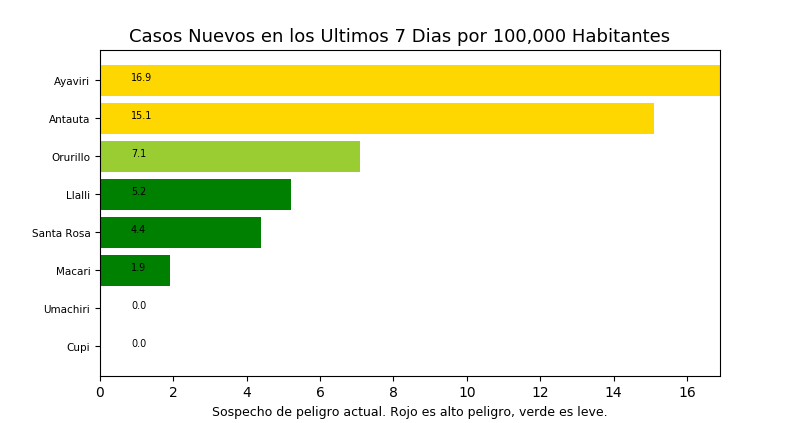 Casos Nuevos en los Ultimos 7 Dias por 100,000 Habitantes
Ayaviri 16.9
Antauta 15.1
Orurillo 7.1
Llalli 5.2
Santa Rosa 4.4
Macari 1.9
Umachiri 0.0
Cupi 0.0
0 2 4 6 8 10 12 14 16
Sospecho de peligro actual. Rojo es alto peligro, verde es leve.